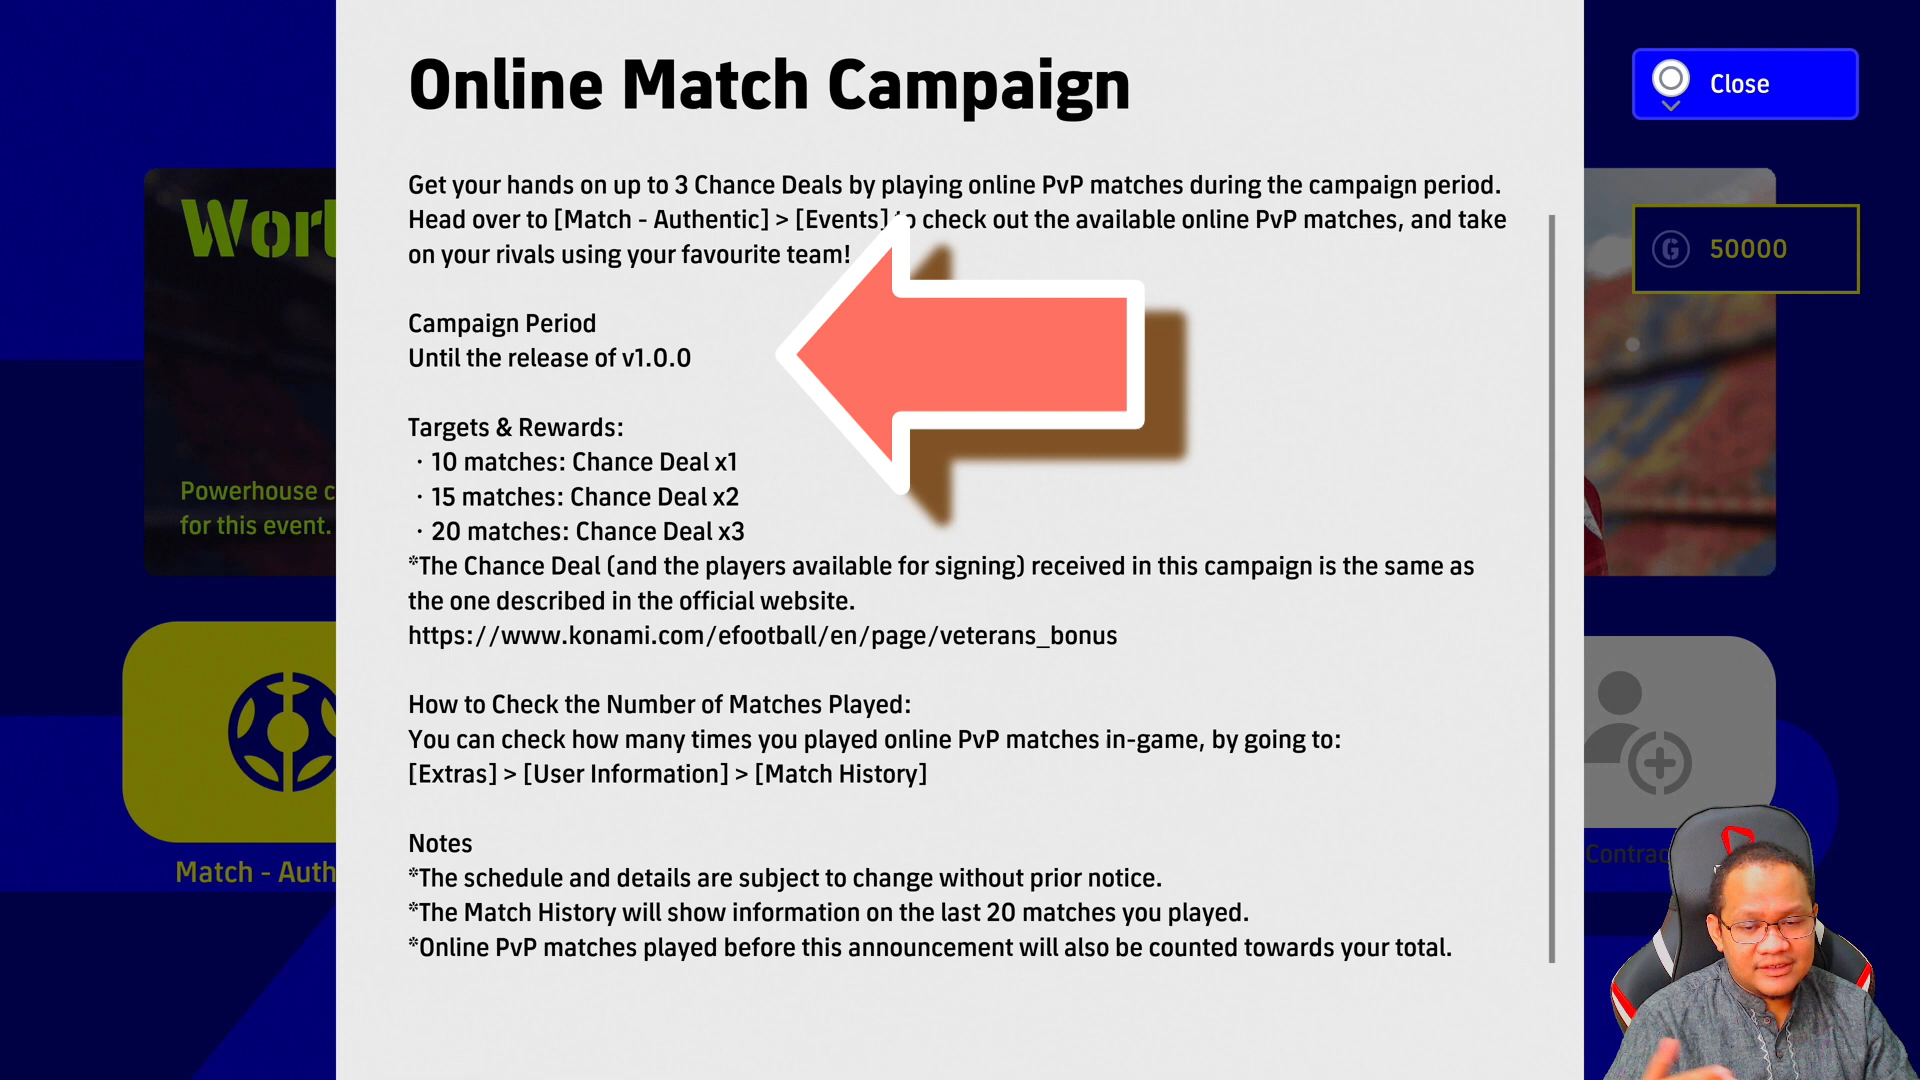 Online Match Campaign
Close
Get your hands on up to 3 Chance Deals by playing online PvP matches during the campaign period.
Head over to [Match - Authentic] > [Events] to check out the available online PvP matches, and take
on your rivals using your favourite team!
Worl
50000
Campaign Period
Until the release of v1.0.0
Targets & Rewards:
· 10 matches: Chance Deal x1
· 15 matches: Chance Deal x2
· 20 matches: Chance Deal x3
Powerhouse c
for this event.
*The Chance Deal (and the players available for signing) received in this campaign is the same as
the one described in the official website.
https://www.konami.com/efootball/en/page/veterans_bonus
How to Check the Number of Matches Played:
You can check how many times you played online PvP matches in-game, by going to:
[Extras] > [User Information] > [Match History]
Notes
*The schedule and details are subject to change without prior notice.
*The Match History will show information on the last 20 matches you played.
*Online PvP matches played before this announcement will also be counted towards your total.
Match - Auth
Contrac